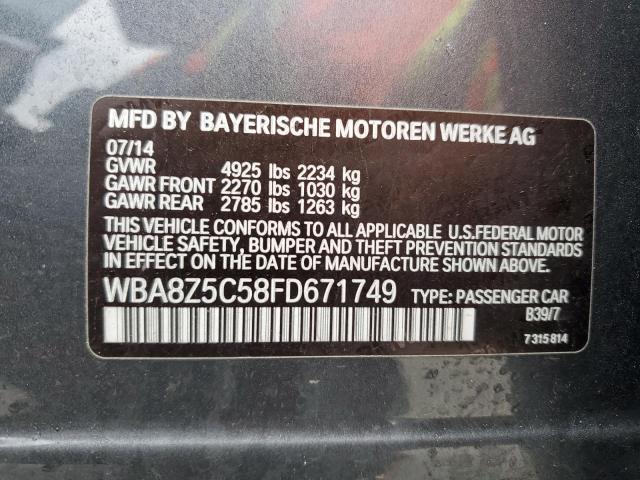 MFD BY BAYERISCHE MOTOREN WERKE AG
07/14
GVWR 4925 lbs 2234 kg
GAWR FRONT 2270 lbs 1030 kg
GAWR REAR 2785 lbs 1263 kg
THIS VEHICLE CONFORMS TO ALL APPLICABLE U.S.FEDERAL MOTOR
VEHICLE SAFETY, BUMPER AND THEFT PREVENTION STANDARDS
IN EFFECT ON THE DATE OF MANUFACTURE SHOWN ABOVE.
WBA8Z5C58FD671749 TYPE: PASSENGER CAR
B39/7
7315814